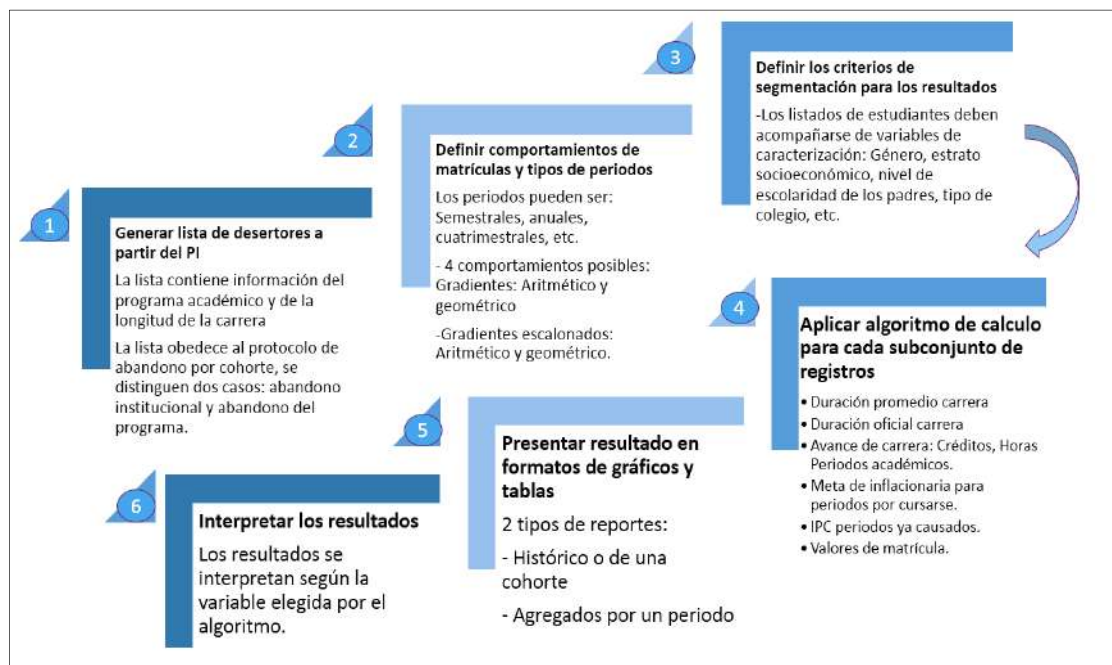 1
Generar lista de desertores a
partir del PI
La lista contiene información del
programa académico y de la
longitud de la carrera
La lista obedece al protocolo de
abandono por cohorte, se
distinguen dos casos: abandono
institucional y abandono del
programa.
2
Definir comportamientos de
matrículas y tipos de periodos
Los periodos pueden ser:
Semestrales, anuales,
cuatrimestrales, etc.
- 4 comportamientos posibles:
Gradientes: Aritmético y
geométrico
-Gradientes escalonados:
Aritmético y geométrico.
3
Definir los criterios de
segmentación para los resultados
-Los listados de estudiantes deben
acompañarse de variables de
caracterización: Género, estrato
socioeconómico, nivel de
escolaridad de los padres, tipo de
colegio, etc.
4
Aplicar algoritmo de calculo
para cada subconjunto de
registros
• Duración promedio carrera
• Duración oficial carrera
• Avance de carrera: Créditos, Horas
Periodos académicos.
• Meta de inflacionaria para
periodos por cursarse.
• IPC periodos ya causados.
• Valores de matrícula.
5
Presentar resultado en
formatos de gráficos y
tablas
2 tipos de reportes:
- Histórico o de una
cohorte
- Agregados por un periodo
6
Interpretar los resultados
Los resultados se
interpretan según la
variable elegida por el
algoritmo.